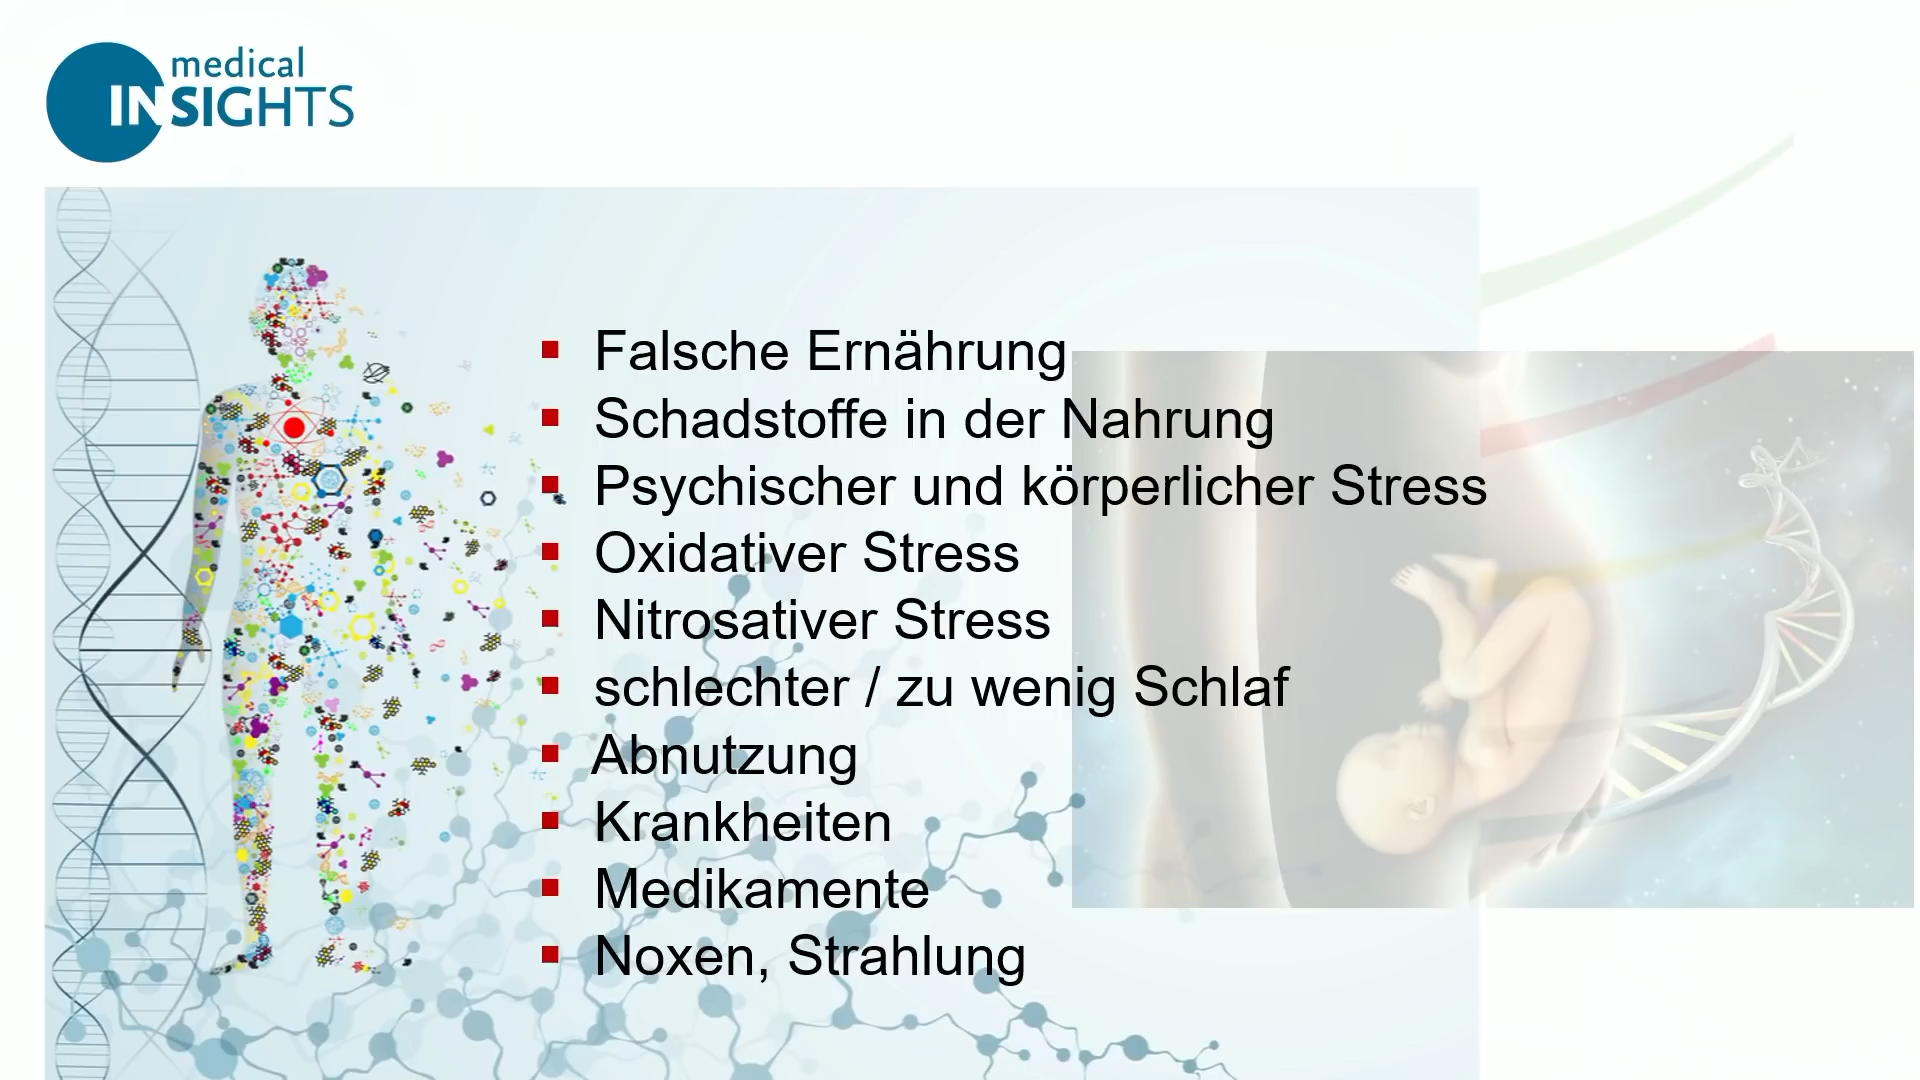 medical
INSIGHTS
Falsche Ernährung
Schadstoffe in der Nahrung
Psychischer und körperlicher Stress
Oxidativer Stress
Nitrosativer Stress
schlechter / zu wenig Schlaf
Abnutzung
Krankheiten
Medikamente
Noxen, Strahlung